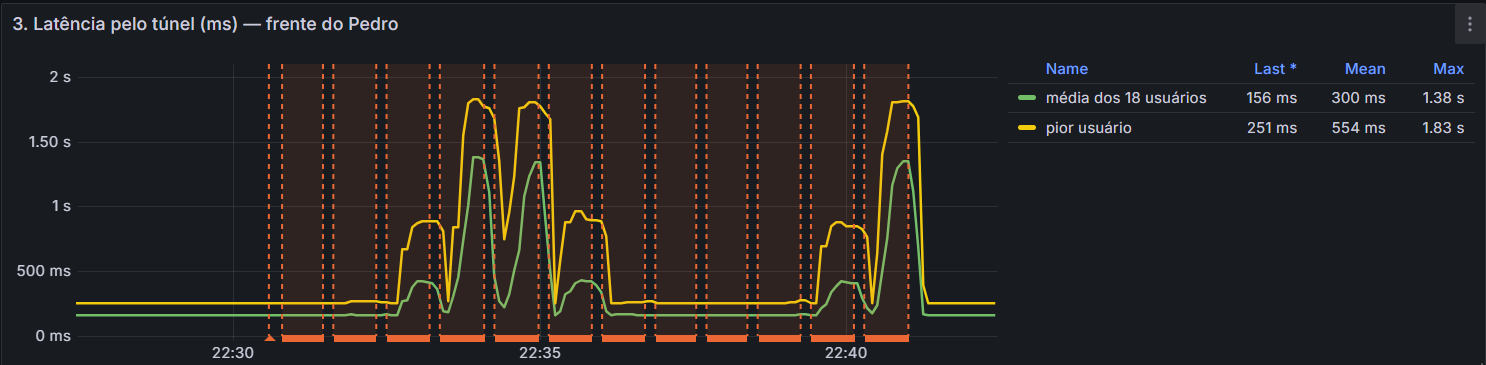 3. Latência pelo túnel (ms) — frente do Pedro
2 s
1.50 s
1 s
500 ms
0 ms
22:30 22:35 22:40
Name Last * Mean Max
média dos 18 usuários 156 ms 300 ms 1.38 s
pior usuário 251 ms 554 ms 1.83 s